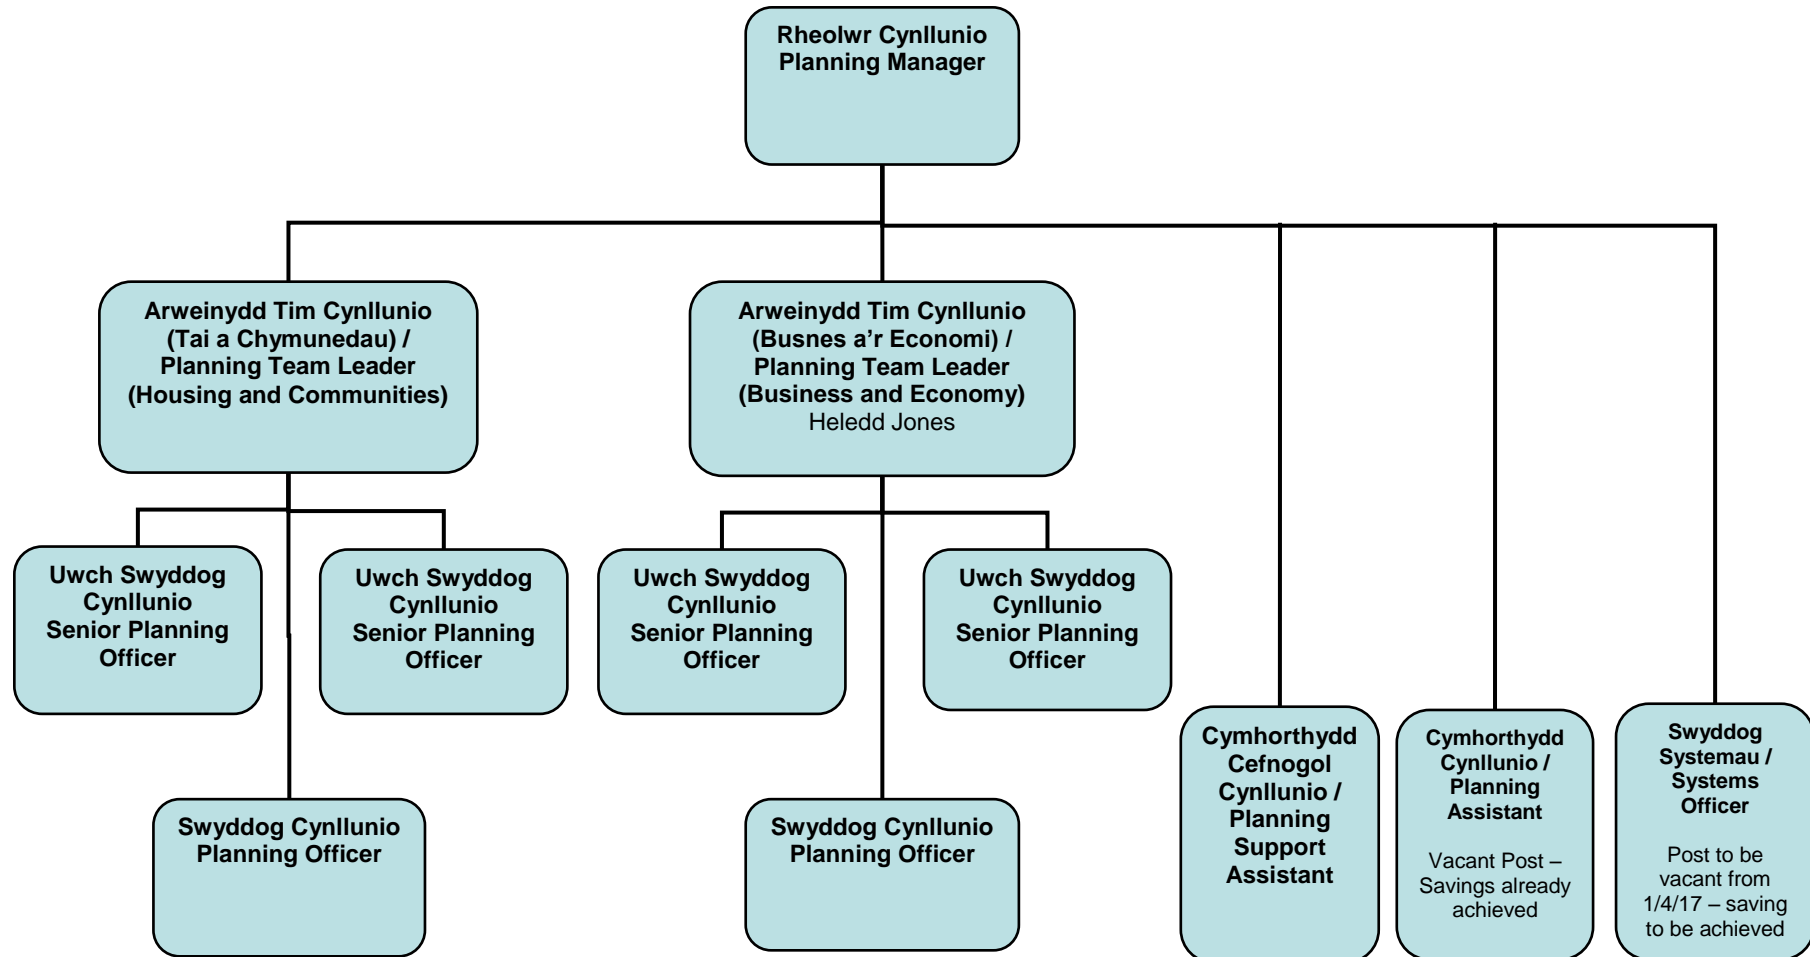 Rheolwr Cynllunio
Planning Manager
Arweinydd Tim Cynllunio
(Tai a Chymunedau) /
Planning Team Leader
(Housing and Communities)
Arweinydd Tim Cynllunio
(Busnes a'r Economi) /
Planning Team Leader
(Business and Economy)
Heledd Jones
Uwch Swyddog
Cynllunio
Senior Planning
Officer
Uwch Swyddog
Cynllunio
Senior Planning
Officer
Uwch Swyddog
Cynllunio
Senior Planning
Officer
Uwch Swyddog
Cynllunio
Senior Planning
Officer
Swyddog Cynllunio
Planning Officer
Swyddog Cynllunio
Planning Officer
Cymhorthydd
Cefnogol
Cynllunio /
Planning
Support
Assistant
Cymhorthydd
Cynllunio /
Planning
Assistant
Vacant Post –
Savings already
achieved
Swyddog
Systemau /
Systems
Officer
Post to be
vacant from
1/4/17 – saving
to be achieved